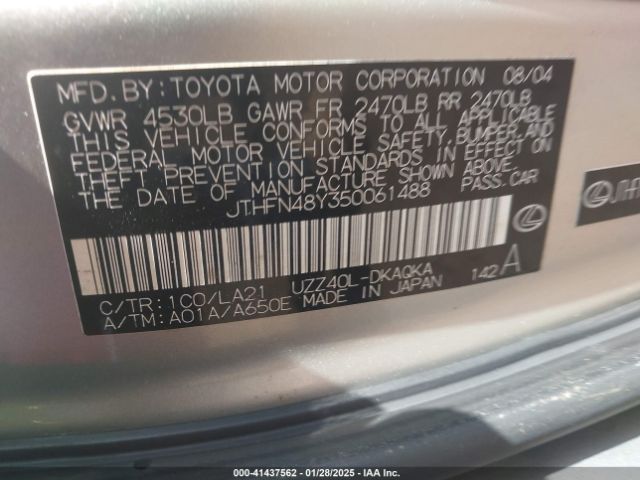 MFD. BY: TOYOTA MOTOR CORPORATION 08/04
GVWR 4530LB GAWR FR 2470LB RR 2470LB
THIS VEHICLE CONFORMS TO ALL APPLICABLE
FEDERAL MOTOR VEHICLE SAFETY, BUMPER, AND
THEFT PREVENTION STANDARDS IN EFFECT ON
THE DATE OF MANUFACTURE SHOWN ABOVE.
JTHFN48Y350061488 PASS. CAR
C/TR: 1C0/LA21 UZZ40L-DKAQKA 142 A
A/TM: A01A/A650E MADE IN JAPAN
JTHF
000-41437562 - 01/28/2025 - IAA Inc.